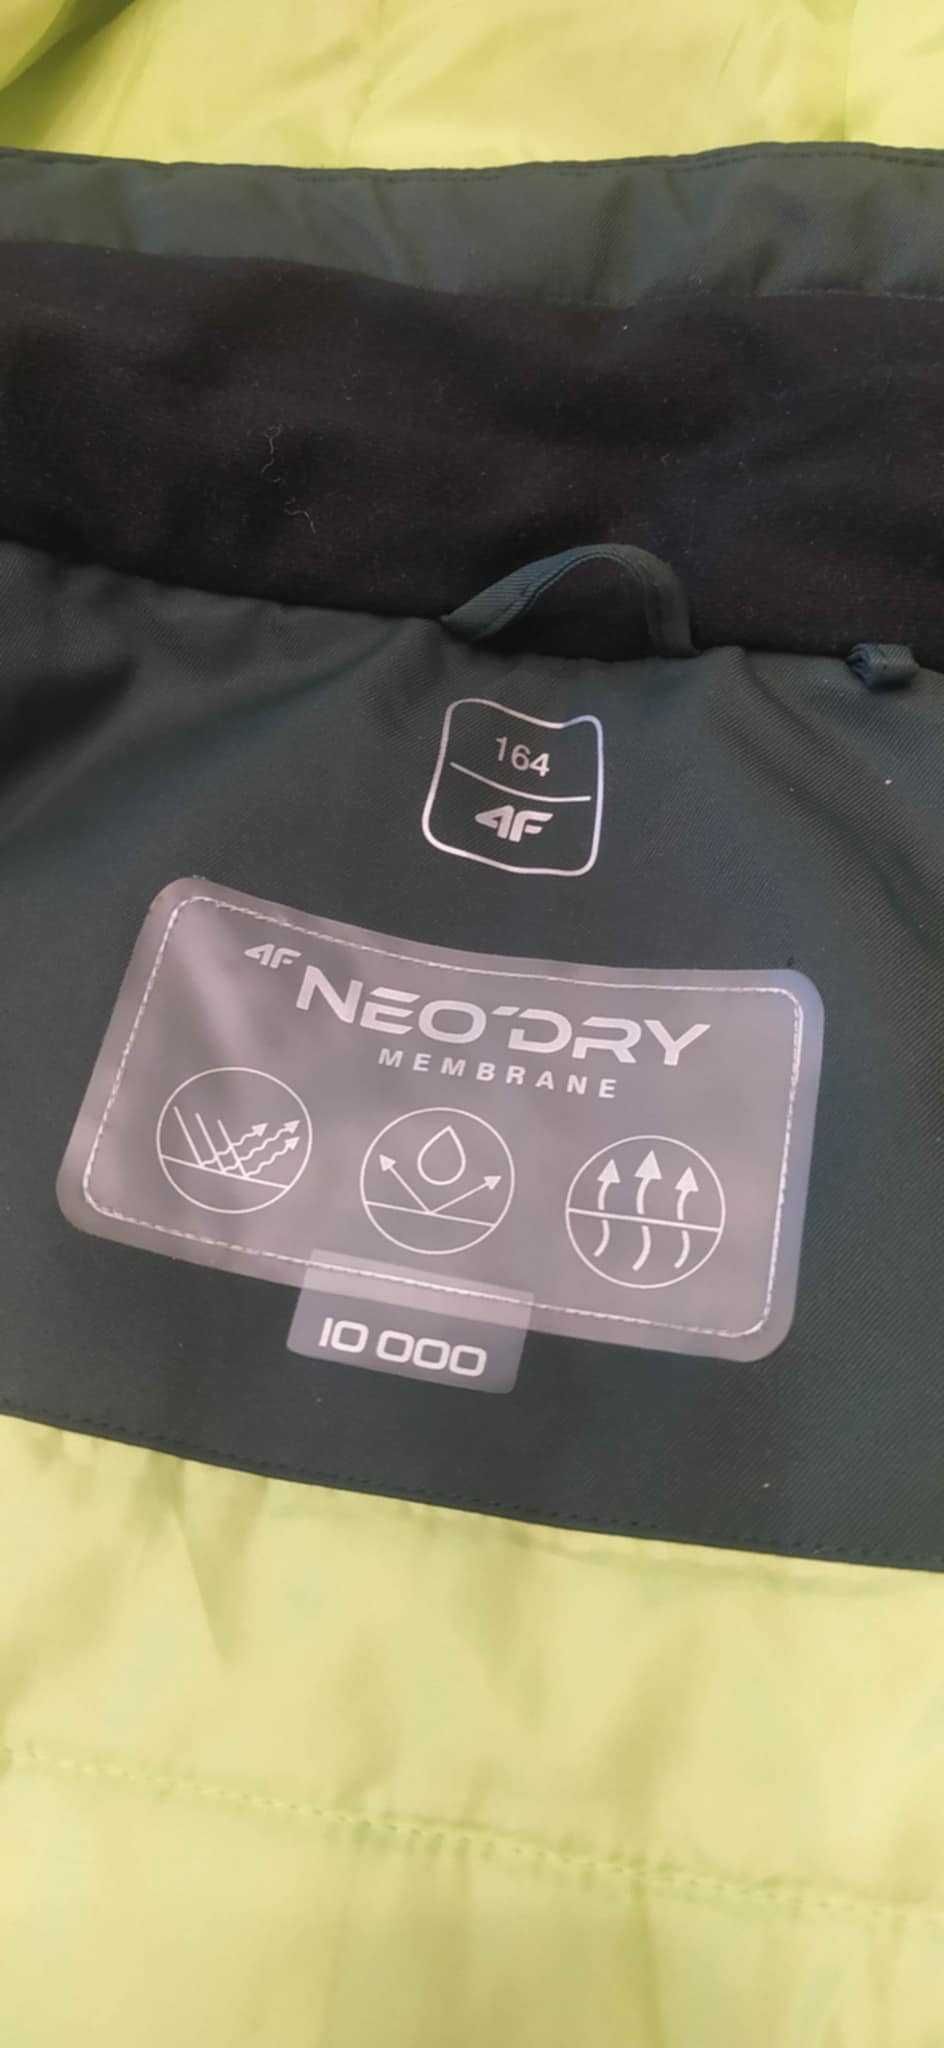 164
4F
4F
NEO'DRY
MEMBRANE
10 000